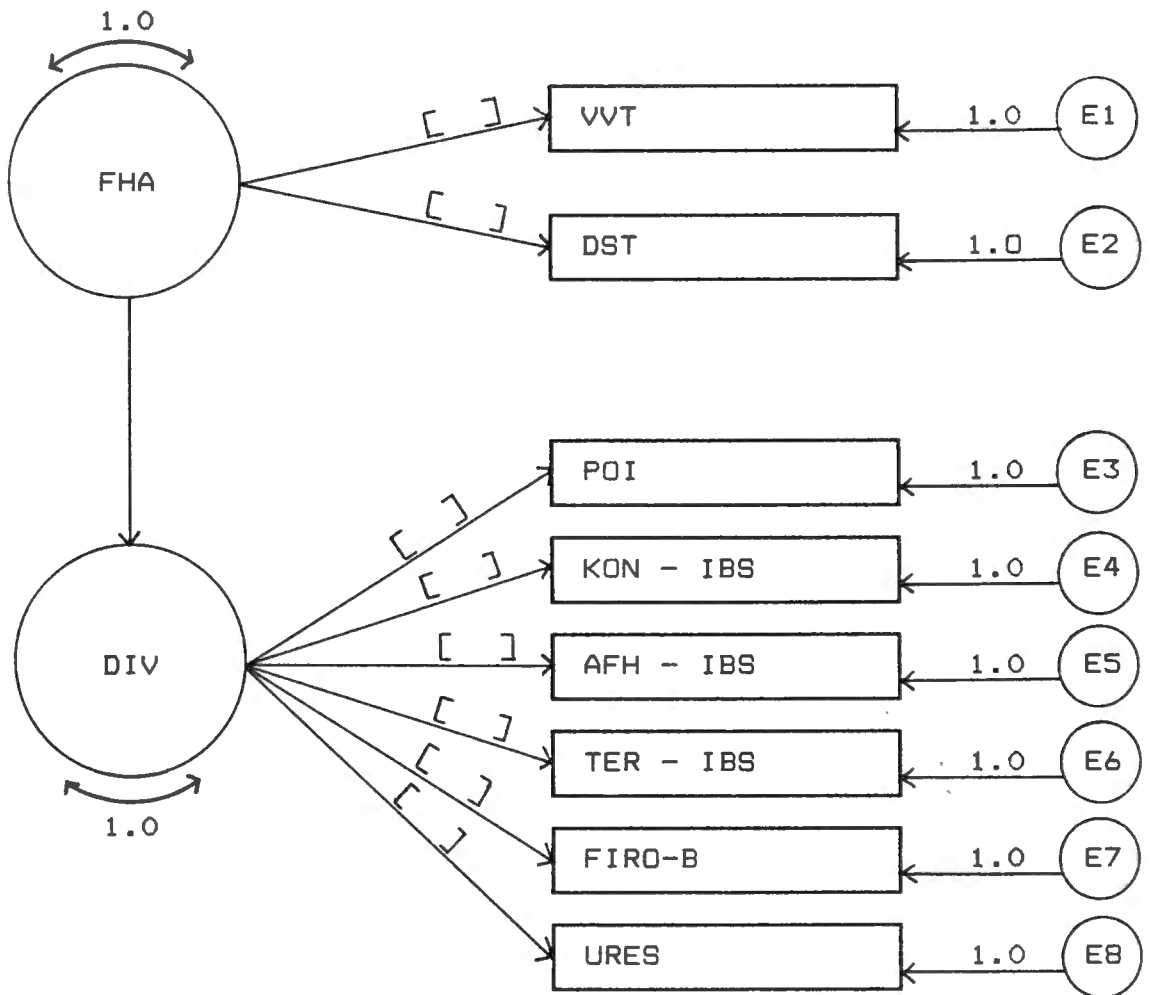 1.0
FHA
[ ] VVT 1.0 E1
[ ] DST 1.0 E2
[ ] POI 1.0 E3
[ ] KON - IBS 1.0 E4
DIV
[ ] AFH - IBS 1.0 E5
[ ] TER - IBS 1.0 E6
1.0
[ ] FIRO-B 1.0 E7
[ ] URES 1.0 E8